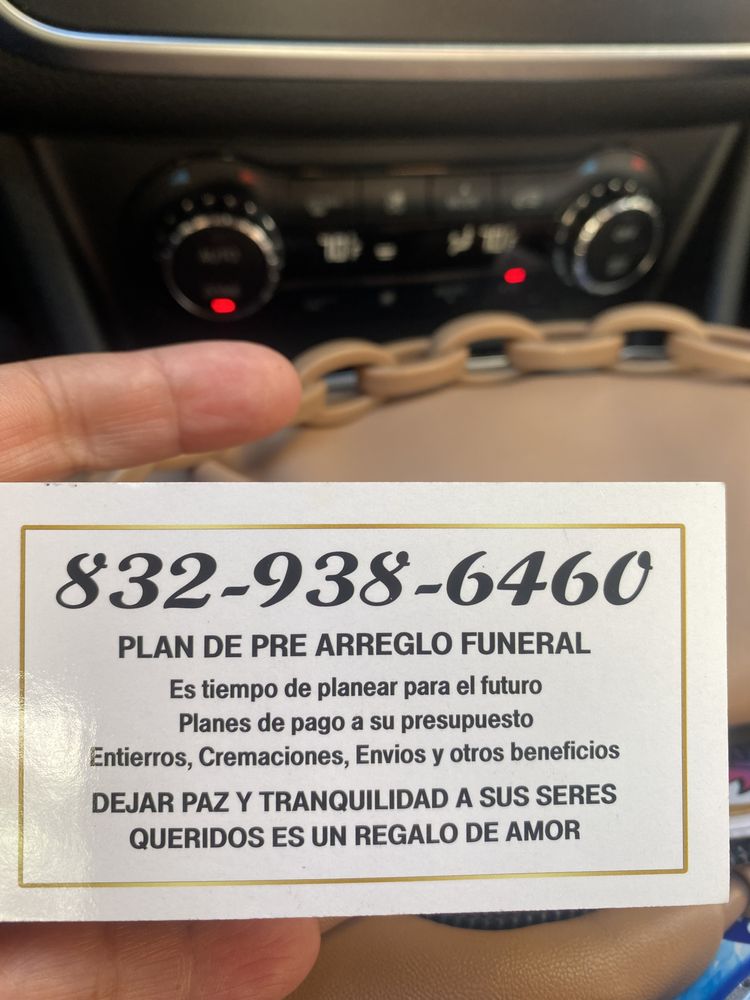 AUTO
832-938-6460
PLAN DE PRE ARREGLO FUNERAL
Es tiempo de planear para el futuro
Planes de pago a su presupuesto
Entierros, Cremaciones, Envios y otros beneficios
DEJAR PAZ Y TRANQUILIDAD A SUS SERES
QUERIDOS ES UN REGALO DE AMOR